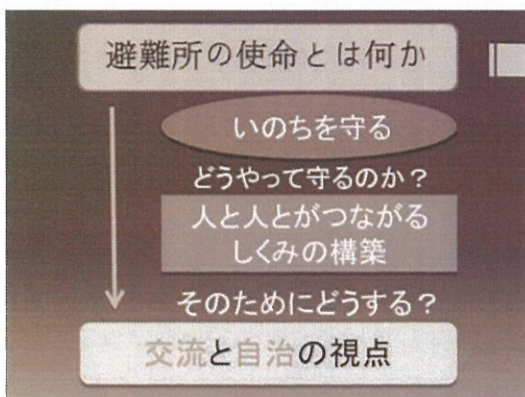 避難所の使命とは何か
いのちを守る
どうやって守るのか?
人と人とがつながる
しくみの構築
そのためにどうする?
交流と自治の視点